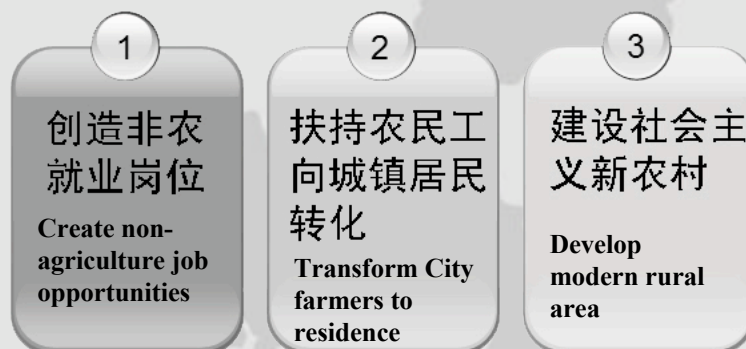 1
创造非农
就业岗位
Create non-
agriculture job
opportunities
2
扶持农民工
向城镇居民
转化
Transform City
farmers to
residence
3
建设社会主
义新农村
Develop
modern rural
area